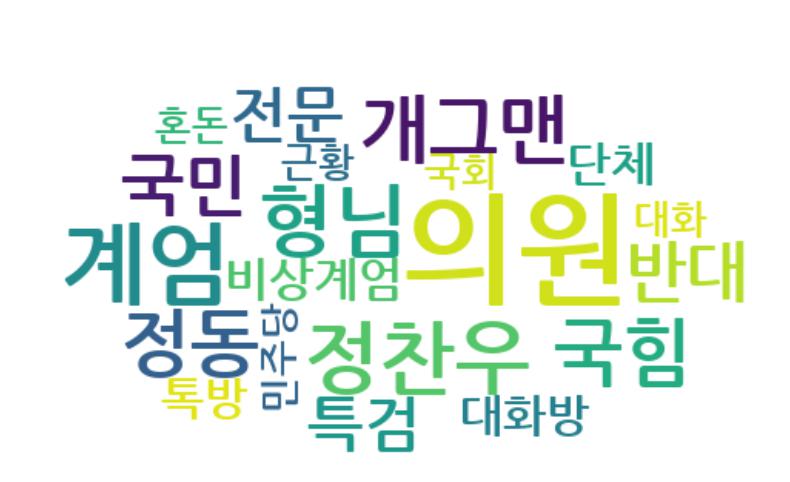 혼돈
전문
개그맨
국민
근황
국회
단체
형님
의원
대화
계엄
비상계엄
반대
정동
민주당
정찬우
국힘
톡방
특검
대화방